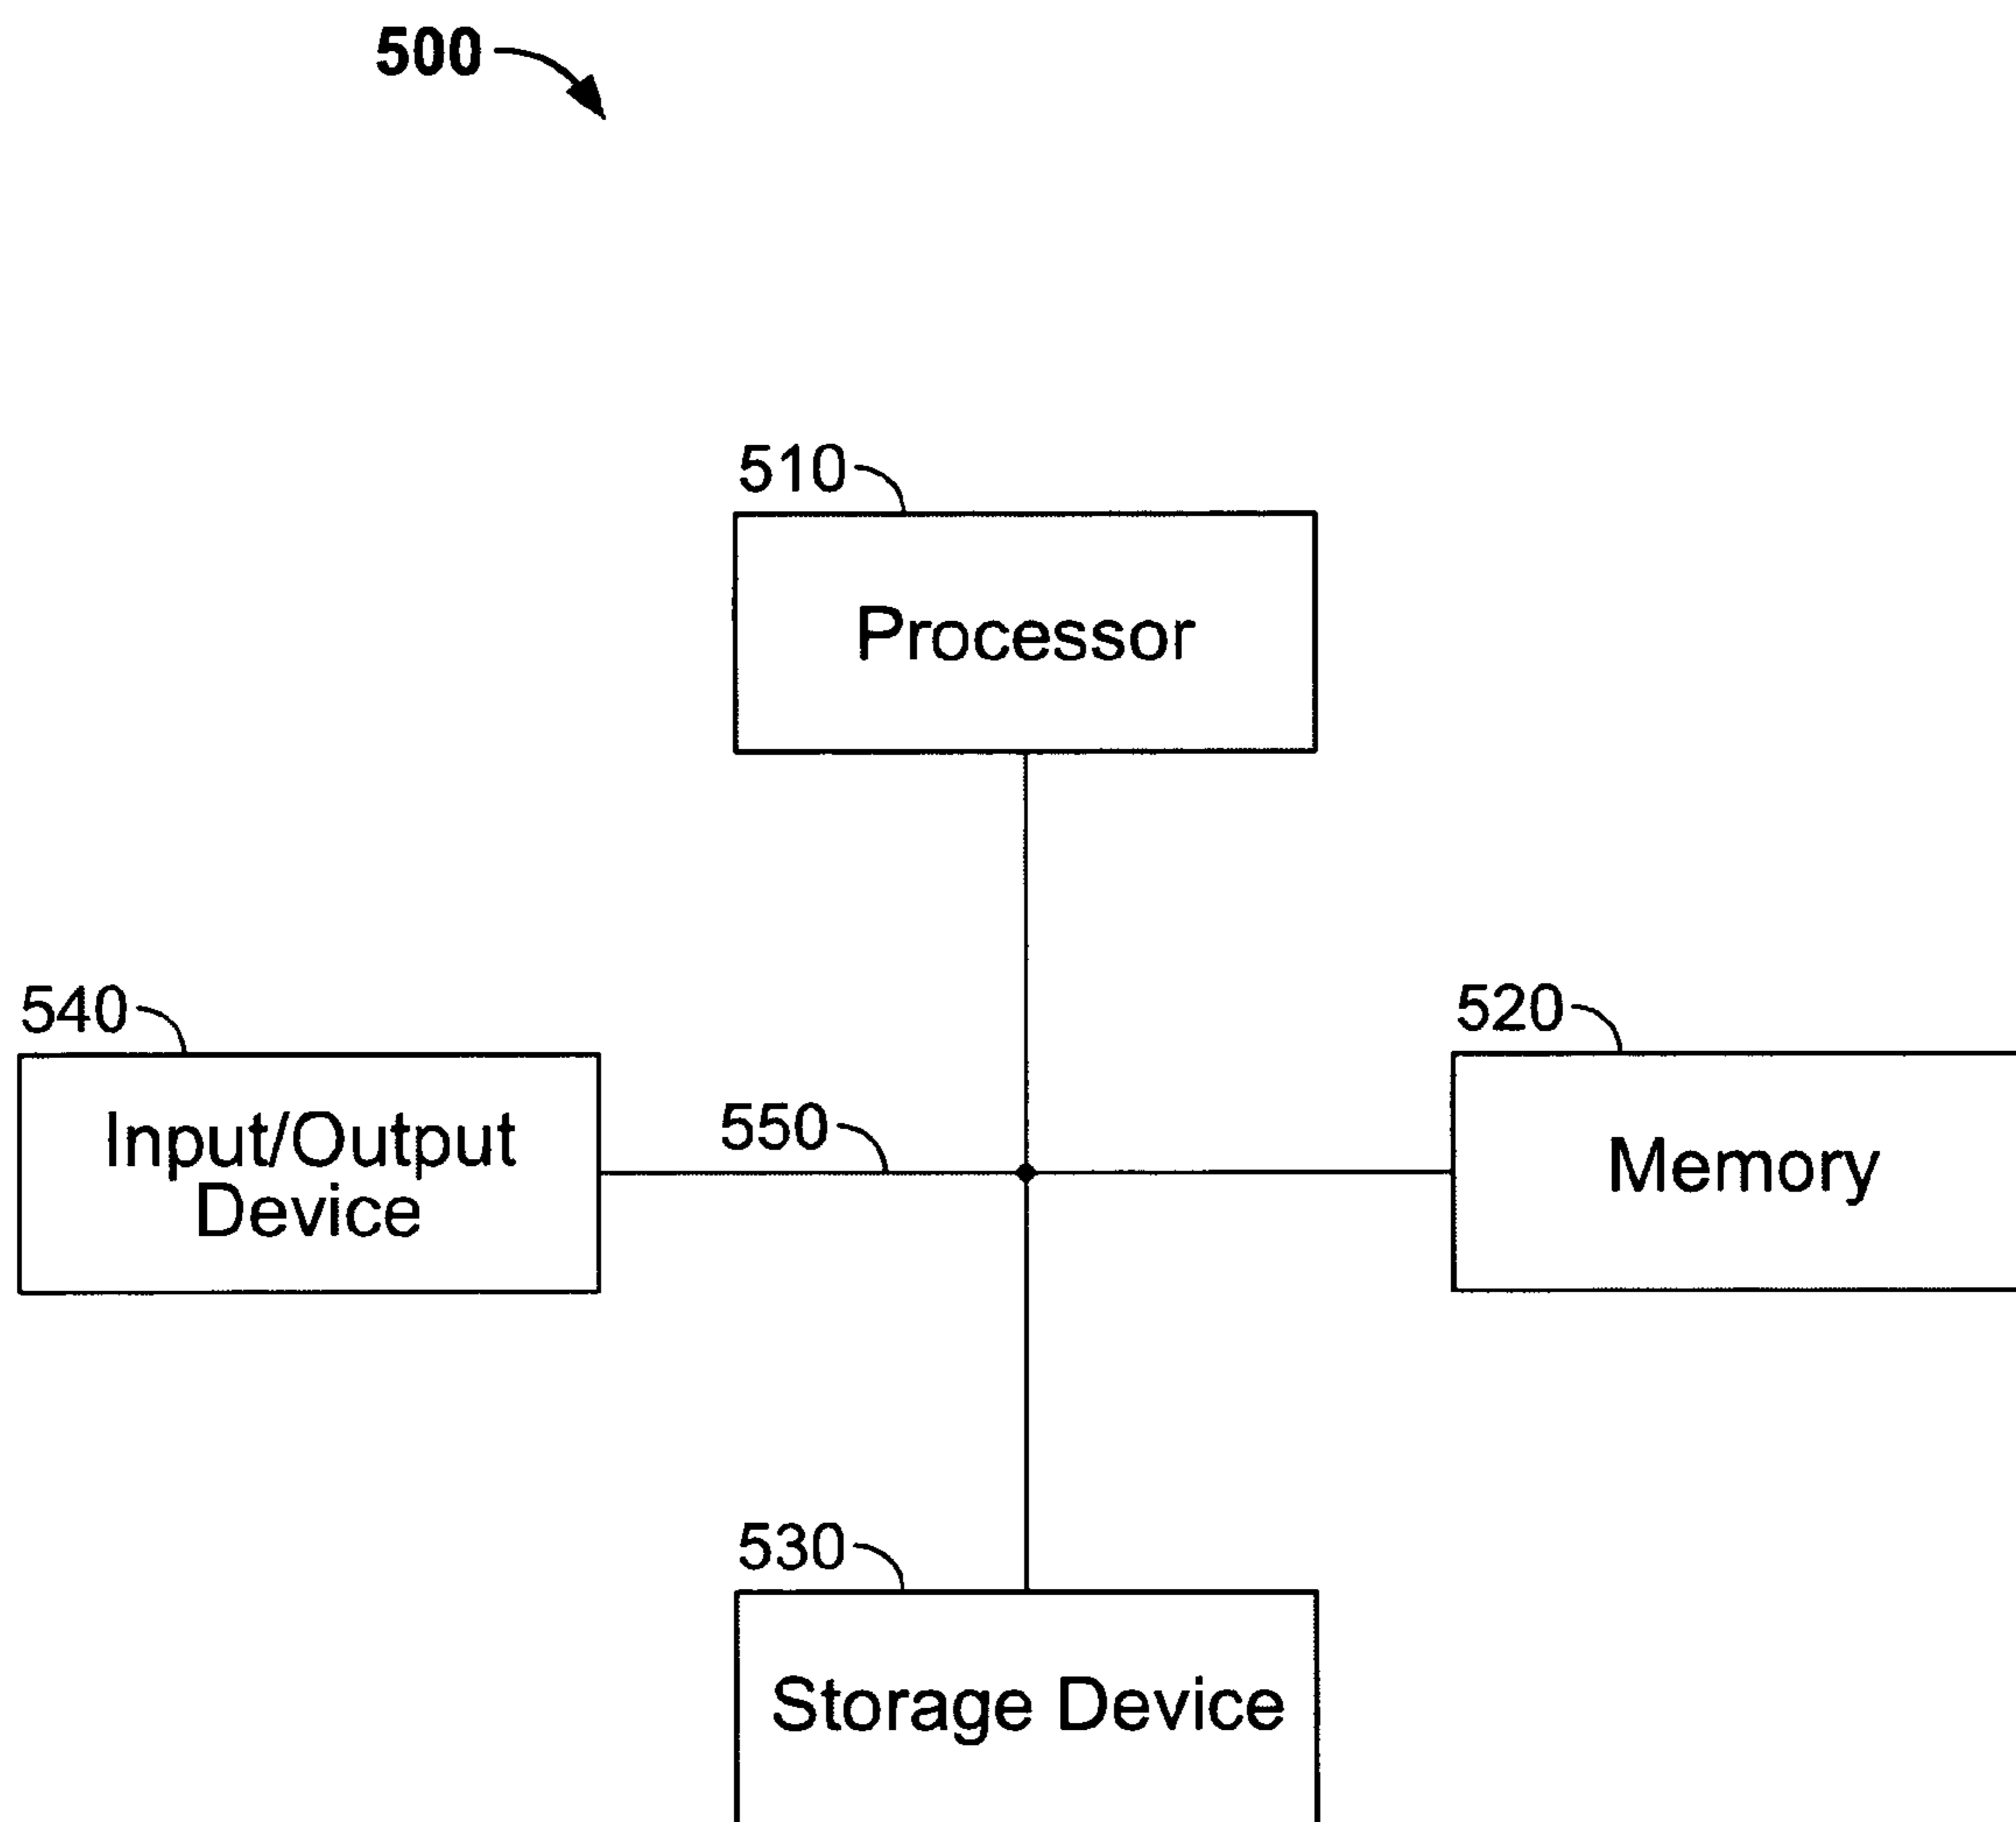 500
510
Processor
540
520
Input/Output
Device
550
Memory
530
Storage Device